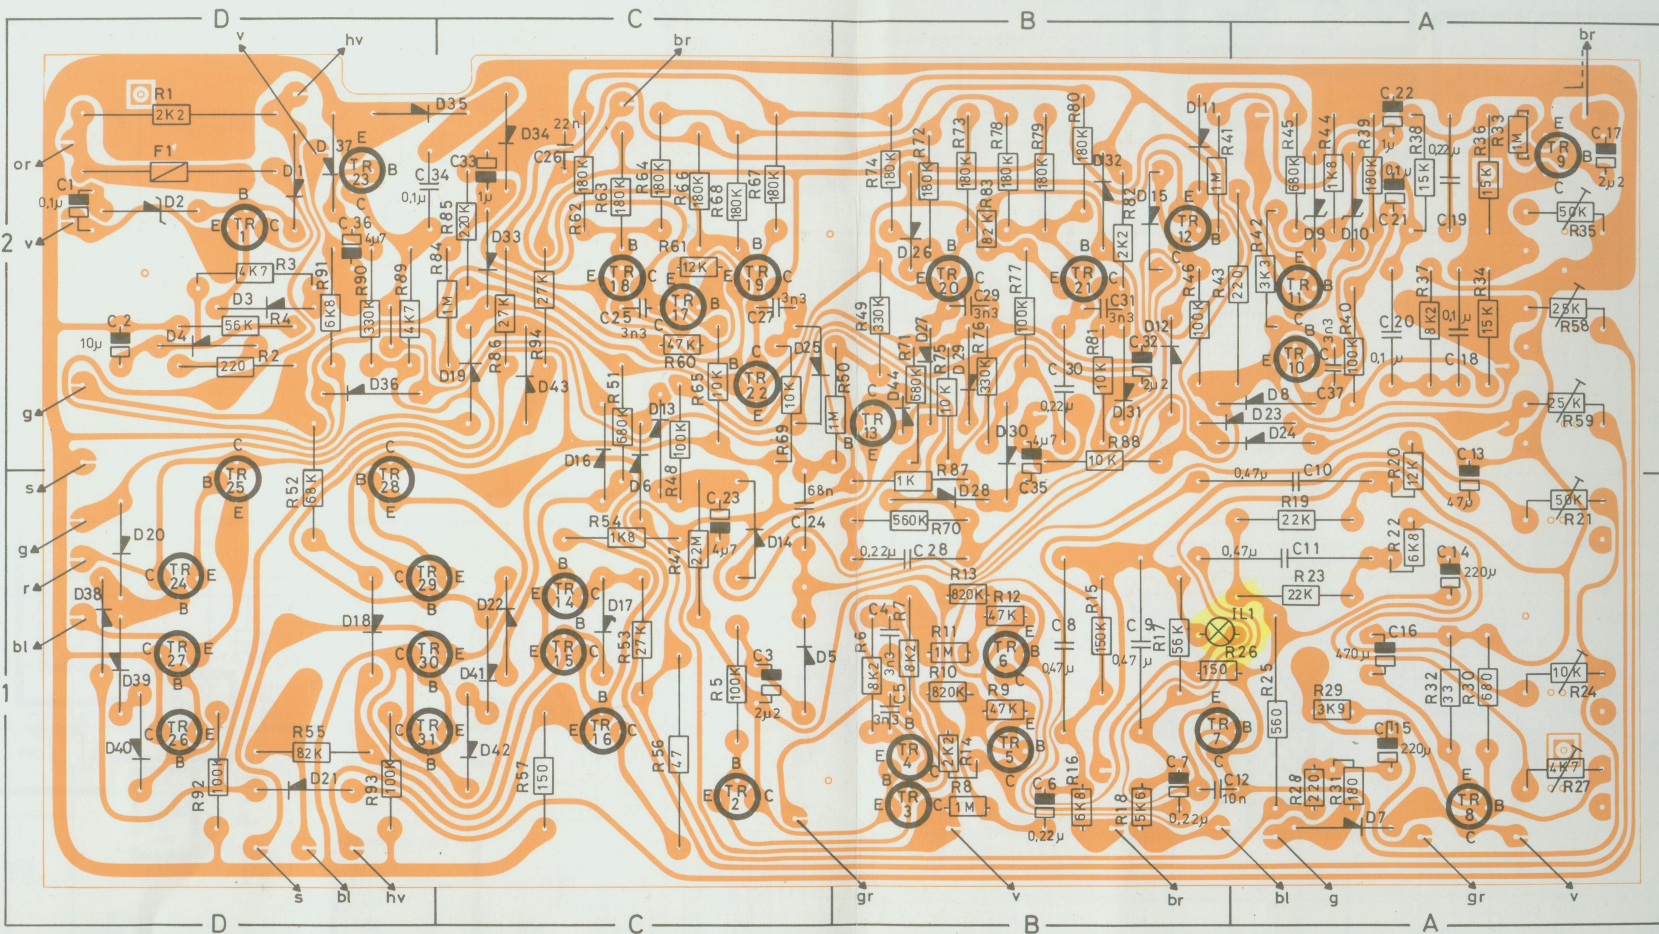 D C B A
v hv br br
R1 2K2
F1
or
C1 0,1µ
D2
v
2
D1
D37
TR 23 E B C
D35
C34 0,1µ
C33 1µ
D34
22n C26
R62 180K
R63 180K
R64 180K
R66 180K
R68 180K
R67 180K
R74 180K
R72 180K
R73 180K
R78 180K
R79 180K
R80 180K
D32
D11
R41 1M
R45 680K
R44 1K8
R39 180K
C22 1µ
0,1µ C21
R38 15K
0,22µ C19
R36 15K
R33 1M
TR 9 B E C
C17 2µ2
50K R35
TR 1 B E C
C36 4µ7
R85 220K
R83 82K
R82 2K2
D15
TR 12 E B C
D9
D10
4K7 R3
D3
56K R4
R91 6K8
R90 330K
R89 4K7
R84 1M
D33
27K R86
27K R94
TR 18 B E C
C25 3n3
R61 12K
TR 17 E B C
47K R60
TR 19 B E C
C27 3n3
D26
TR 20 B E C
C29 3n3
R77 100K
TR 21 B E C
C31 3n3
R46 100K
R43 220
R42 3K3
TR 11 E B C
R37 8K2
R34 15K
25K R58
C2 10µ
D4
220 R2
D36
D19
D43
R49 330K
D27
R71 680K
R75 10K
D29
R76 330K
C30 0,22µ
R81 10K
C32 2µ2
D12
D31
TR 10 B E C
3n3 C37
R40 100K
C20 0,1µ
0,1µ C18
g
R51 680K
D13
R65 10K
TR 22 C B E
10K R69
D25
R50 1M
TR 13 C B E
D44
D30
4µ7 C35
R88 10K
D8
D23
D24
25K R59
s
TR 25 C B E
R52 68K
TR 28 C B E
D16
D6
R48 100K
C23 4µ7
68n C24
1K R87
D28
560K R70
0,47µ C10
R20 12K
C13 47µ
50K R21
R19 22K
g
r
D20
TR 24 C E B
TR 29 C E B
R54 1K8
R47 2,2M
D14
0,22µ C28
0,47µ C11
R22 6K8
C14 220µ
R23 22K
R13 820K
R12 47K
D38
bl
D18
D22
TR 14 B C E
D17
R53 27K
C4 3n3
R7 8K2
R6 8K2
R11 1M
TR 6 E B C
C8 0,47µ
R15 150K
C9 0,47µ
R17 56K
IL1
R26 150
C16 470µ
1
TR 27 C E B
D39
TR 30 C E B
D41
TR 15 C E B
R5 100K
C3 2µ2
D5
R10 820K
C5 3n3
R9 47K
R25 560
R29 3K9
R32 33
R30 680
10K R24
D40
TR 26 C E B
R55 82K
TR 31 C E B
D42
TR 16 C E B
R56 47
TR 4 B E C
R14 2K2
TR 5 E B C
R16 6K8
TR 7 E B C
C15 220µ
4K7 R27
R92 100K
D21
R93 100K
R57 150
TR 2 B E C
TR 3 E C B
R8 1M
C6 0,22µ
R18 5K6
C7 0,22µ
C12 10n
R28 220
R31 180
D7
TR 8 E B C
s bl hv gr v br bl g gr v
D C B A